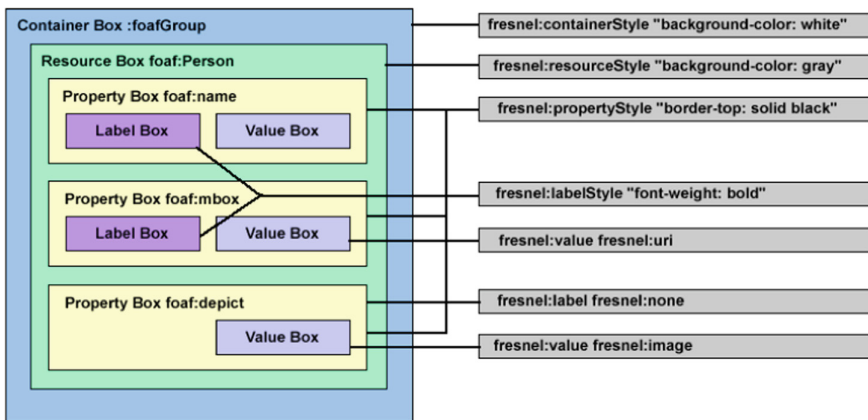 Container Box :foafGroup
fresnel:containerStyle "background-color: white"
Resource Box foaf:Person
fresnel:resourceStyle "background-color: gray"
Property Box foaf:name
fresnel:propertyStyle "border-top: solid black"
Label Box
Value Box
Property Box foaf:mbox
fresnel:labelStyle "font-weight: bold"
Label Box
Value Box
fresnel:value fresnel:uri
Property Box foaf:depict
fresnel:label fresnel:none
Value Box
fresnel:value fresnel:image